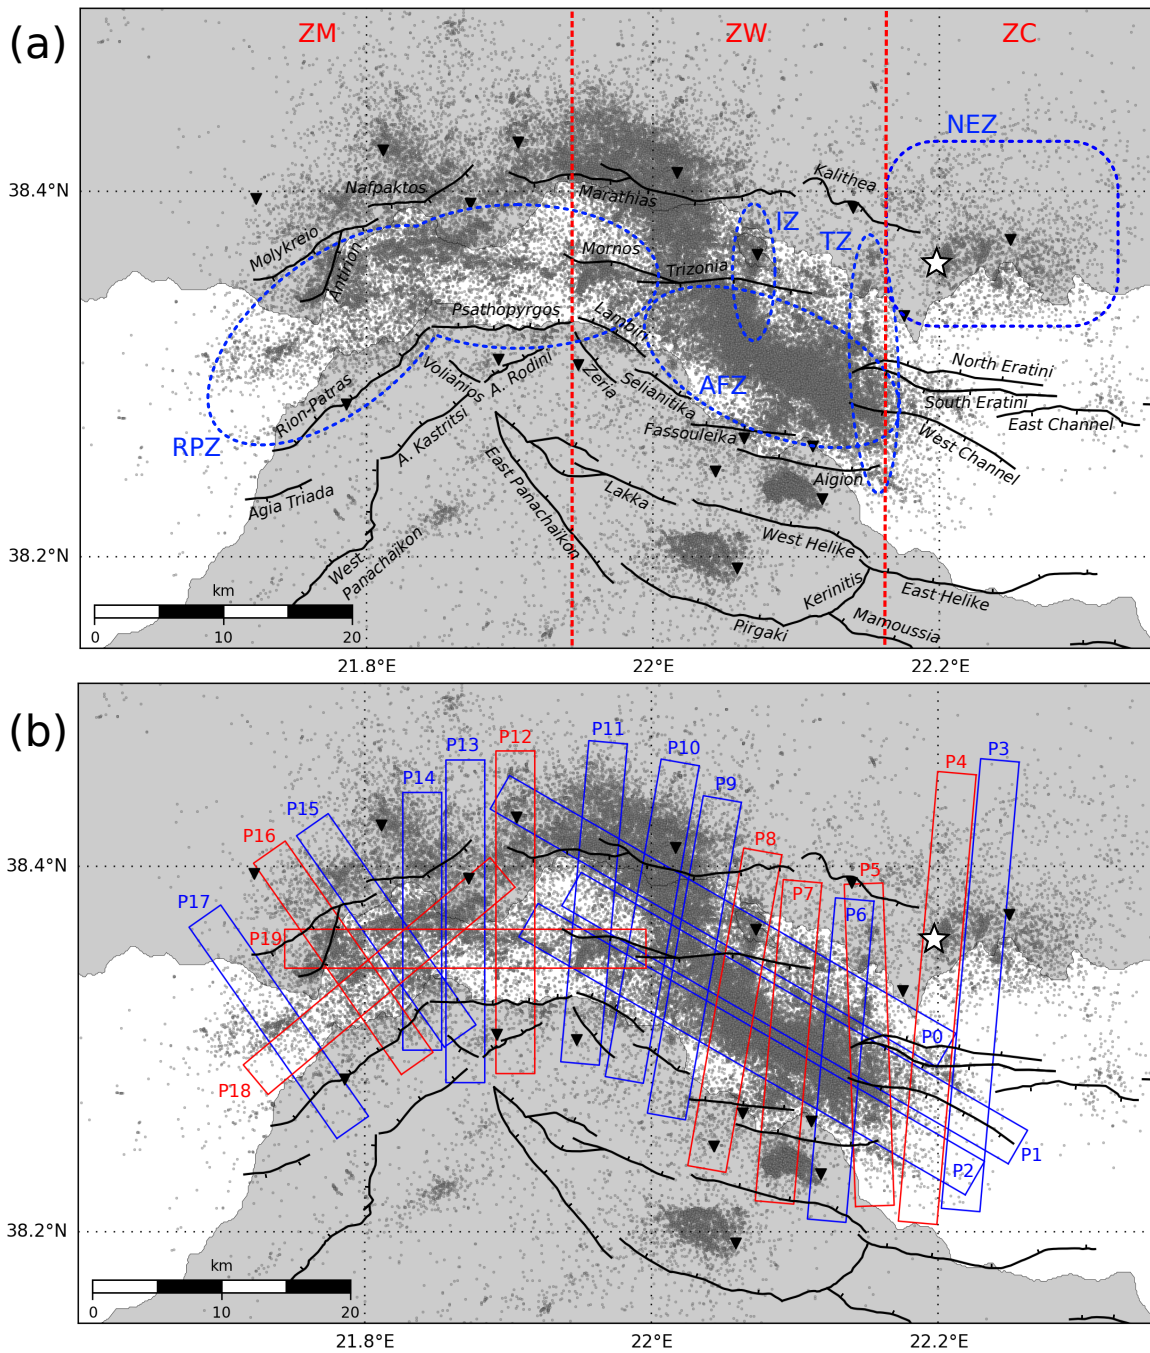 (a)
ZM
ZW
ZC
NEZ
38.4°N
Nafpaktos
Marathias
Kalithea
IZ
TZ
Molykreio
Antirion
Mornos
Trizonia
Psathopyrgos
Lambiri
North Eratini
Volianios
A. Rodini
Zeria
Selianitika
AFZ
South Eratini
Rion-Patras
RPZ
A. Kastritsi
Fassouleika
East Channel
West Channel
East Panachaikon
Aigion
Agia Triada
Lakka
West Helike
West
Panachaikon
38.2°N
Kerinitis
East Helike
Pirgaki
Mamoussia
km
0
10
20
21.8°E
22°E
22.2°E
(b)
P11
P12
P13
P10
P3
P4
P14
P9
P15
P16
P8
P5
P7
P6
38.4°N
P17
P19
P0
P18
P1
P2
38.2°N
km
0
10
20
21.8°E
22°E
22.2°E